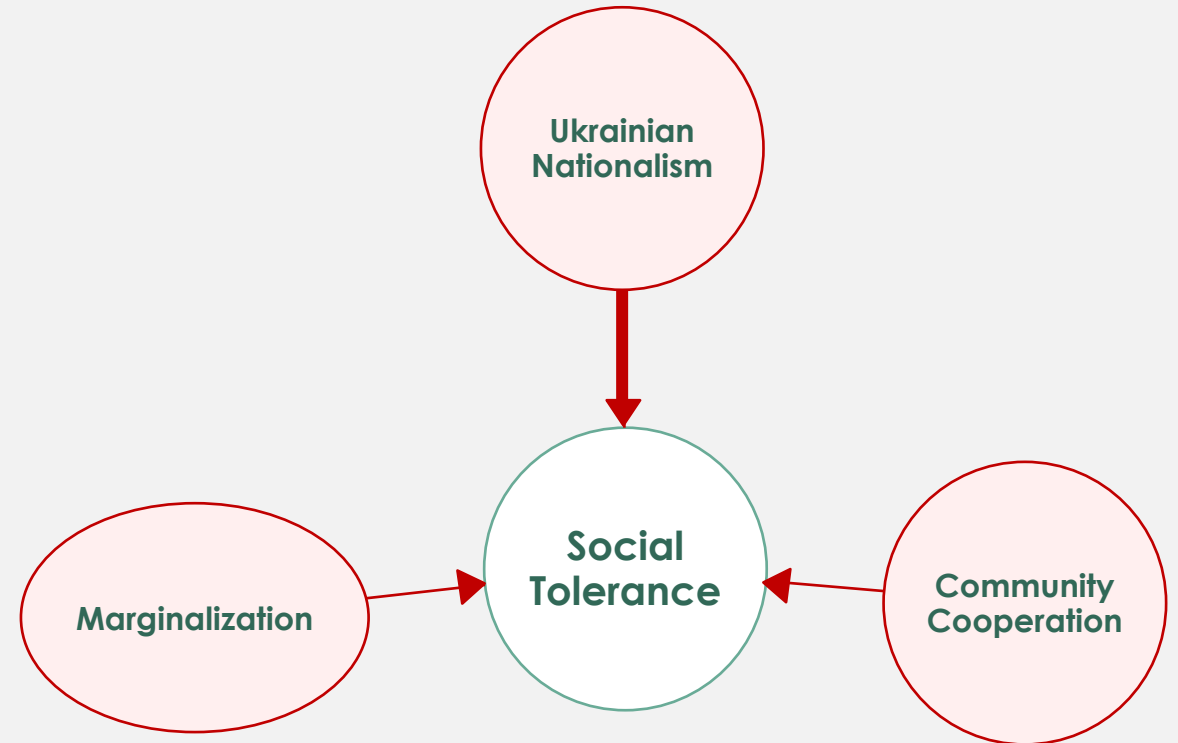 Ukrainian
Nationalism
Social
Tolerance
Marginalization
Community
Cooperation